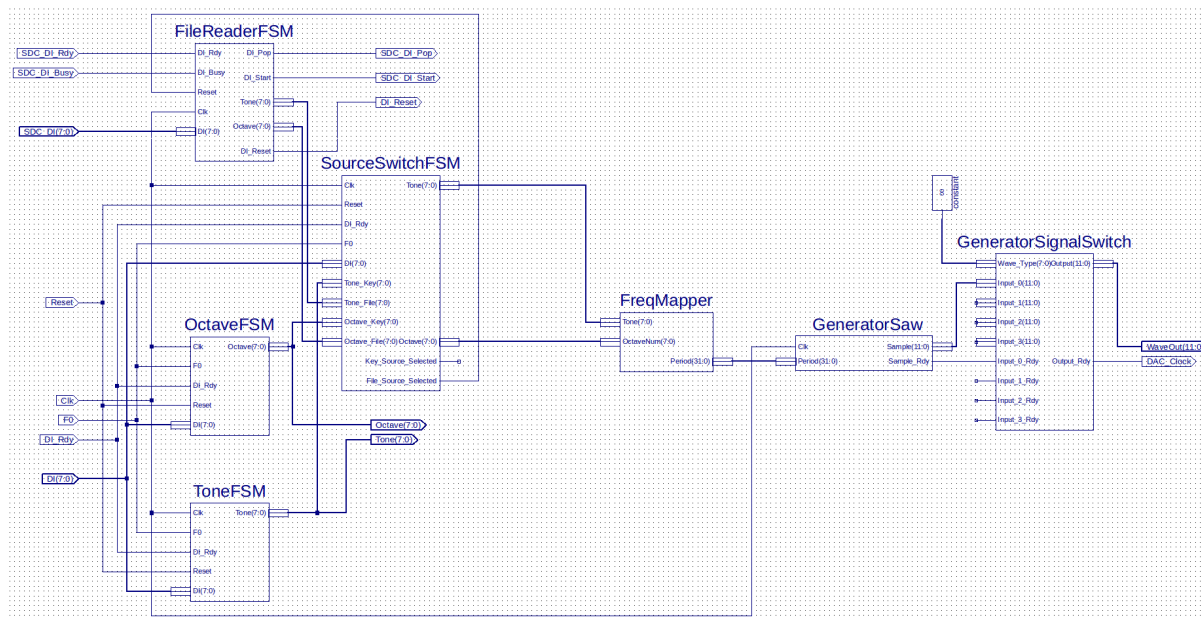 FileReaderFSM
SDC_DI_Rdy
DI_Rdy
DI_Pop
SDC_DI_Pop
SDC_DI_Busy
DI_Busy
DI_Start
SDC_DI_Start
Reset
Tone(7:0)
DI_Reset
Clk
Octave(7:0)
SDC_DI(7:0)
DI(7:0)
DI_Reset
SourceSwitchFSM
Clk
Tone(7:0)
Reset
DI_Rdy
F0
DI(7:0)
Tone_Key(7:0)
Tone_File(7:0)
Octave_Key(7:0)
Octave_File(7:0)
Octave(7:0)
Key_Source_Selected
File_Source_Selected
Reset
OctaveFSM
Clk
Octave(7:0)
F0
DI_Rdy
Reset
DI(7:0)
Clk
F0
DI_Rdy
DI(7:0)
Octave(7:0)
Tone(7:0)
ToneFSM
Clk
Tone(7:0)
F0
DI_Rdy
Reset
DI(7:0)
FreqMapper
Tone(7:0)
OctaveNum(7:0)
Period(31:0)
GeneratorSaw
Clk
Sample(11:0)
Period(31:0)
Sample_Rdy
constant
GeneratorSignalSwitch
Wave_Type(7:0)
Output(11:0)
Input_0(11:0)
Input_1(11:0)
Input_2(11:0)
Input_3(11:0)
Input_0_Rdy
Output_Rdy
Input_1_Rdy
Input_2_Rdy
Input_3_Rdy
WaveOut(11:0
DAC_Clock